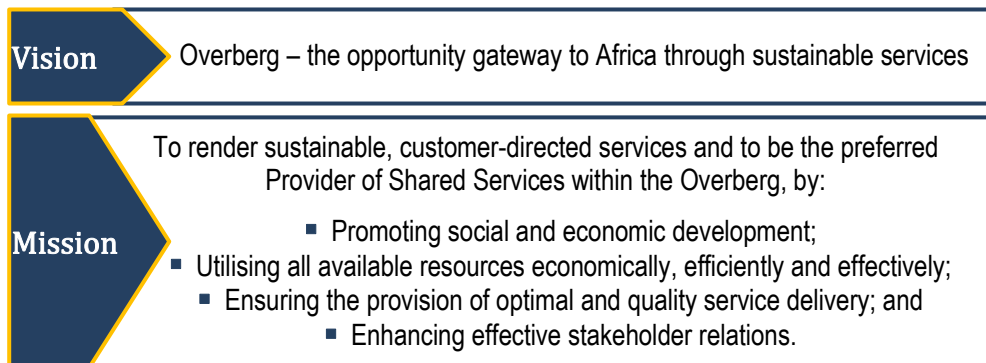 Vision
Overberg – the opportunity gateway to Africa through sustainable services
Mission
To render sustainable, customer-directed services and to be the preferred
Provider of Shared Services within the Overberg, by:
▪ Promoting social and economic development;
▪ Utilising all available resources economically, efficiently and effectively;
▪ Ensuring the provision of optimal and quality service delivery; and
▪ Enhancing effective stakeholder relations.